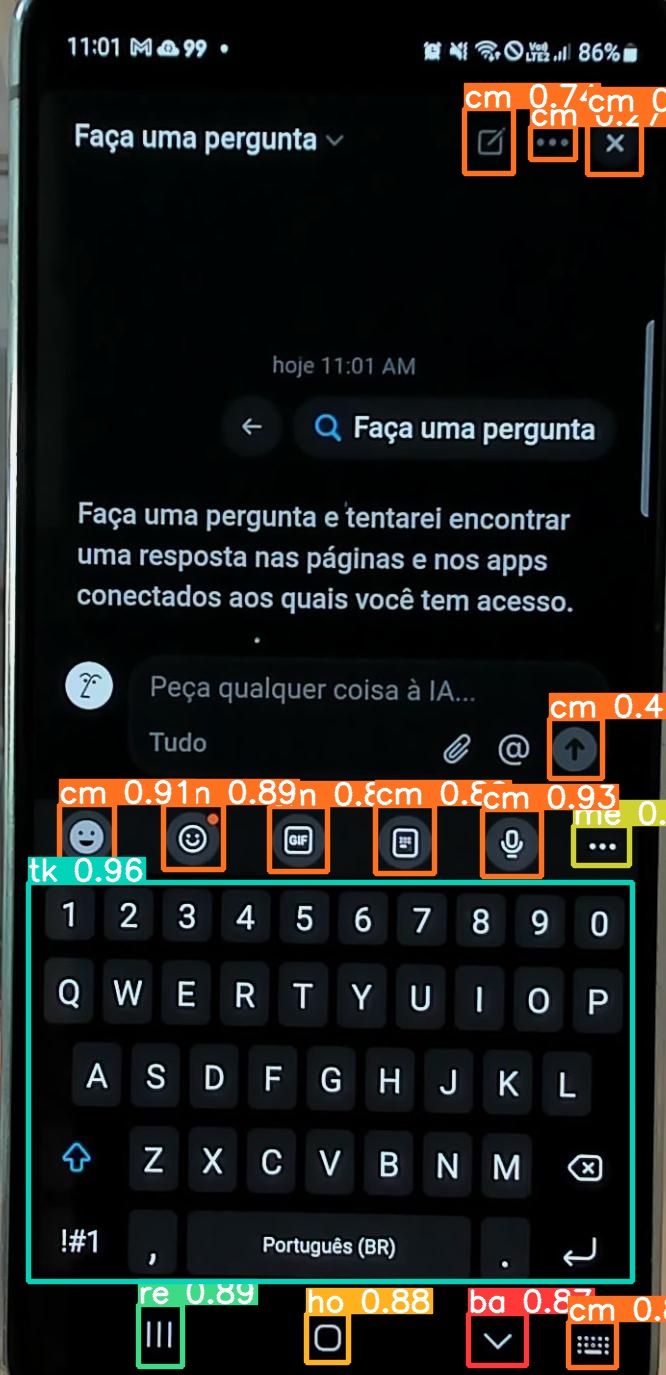 11:01 M 99 •
Vo)) LTE2 86%
cm 0.74 cm 0
cm 0.27
Faça uma pergunta
hoje 11:01 AM
Faça uma pergunta
Faça uma pergunta e tentarei encontrar
uma resposta nas páginas e nos apps
conectados aos quais você tem acesso.
Peça qualquer coisa à IA...
cm 0.4
Tudo @
cm 0.91 n 0.89 n 0.8 cm 0.8 cm 0.93
me 0.
GIF
tk 0.96
1 2 3 4 5 6 7 8 9 0
Q W E R T Y U I O P
A S D F G H J K L
Z X C V B N M
!#1 , Português (BR) .
re 0.89 ho 0.88 ba 0.87 cm 0.8